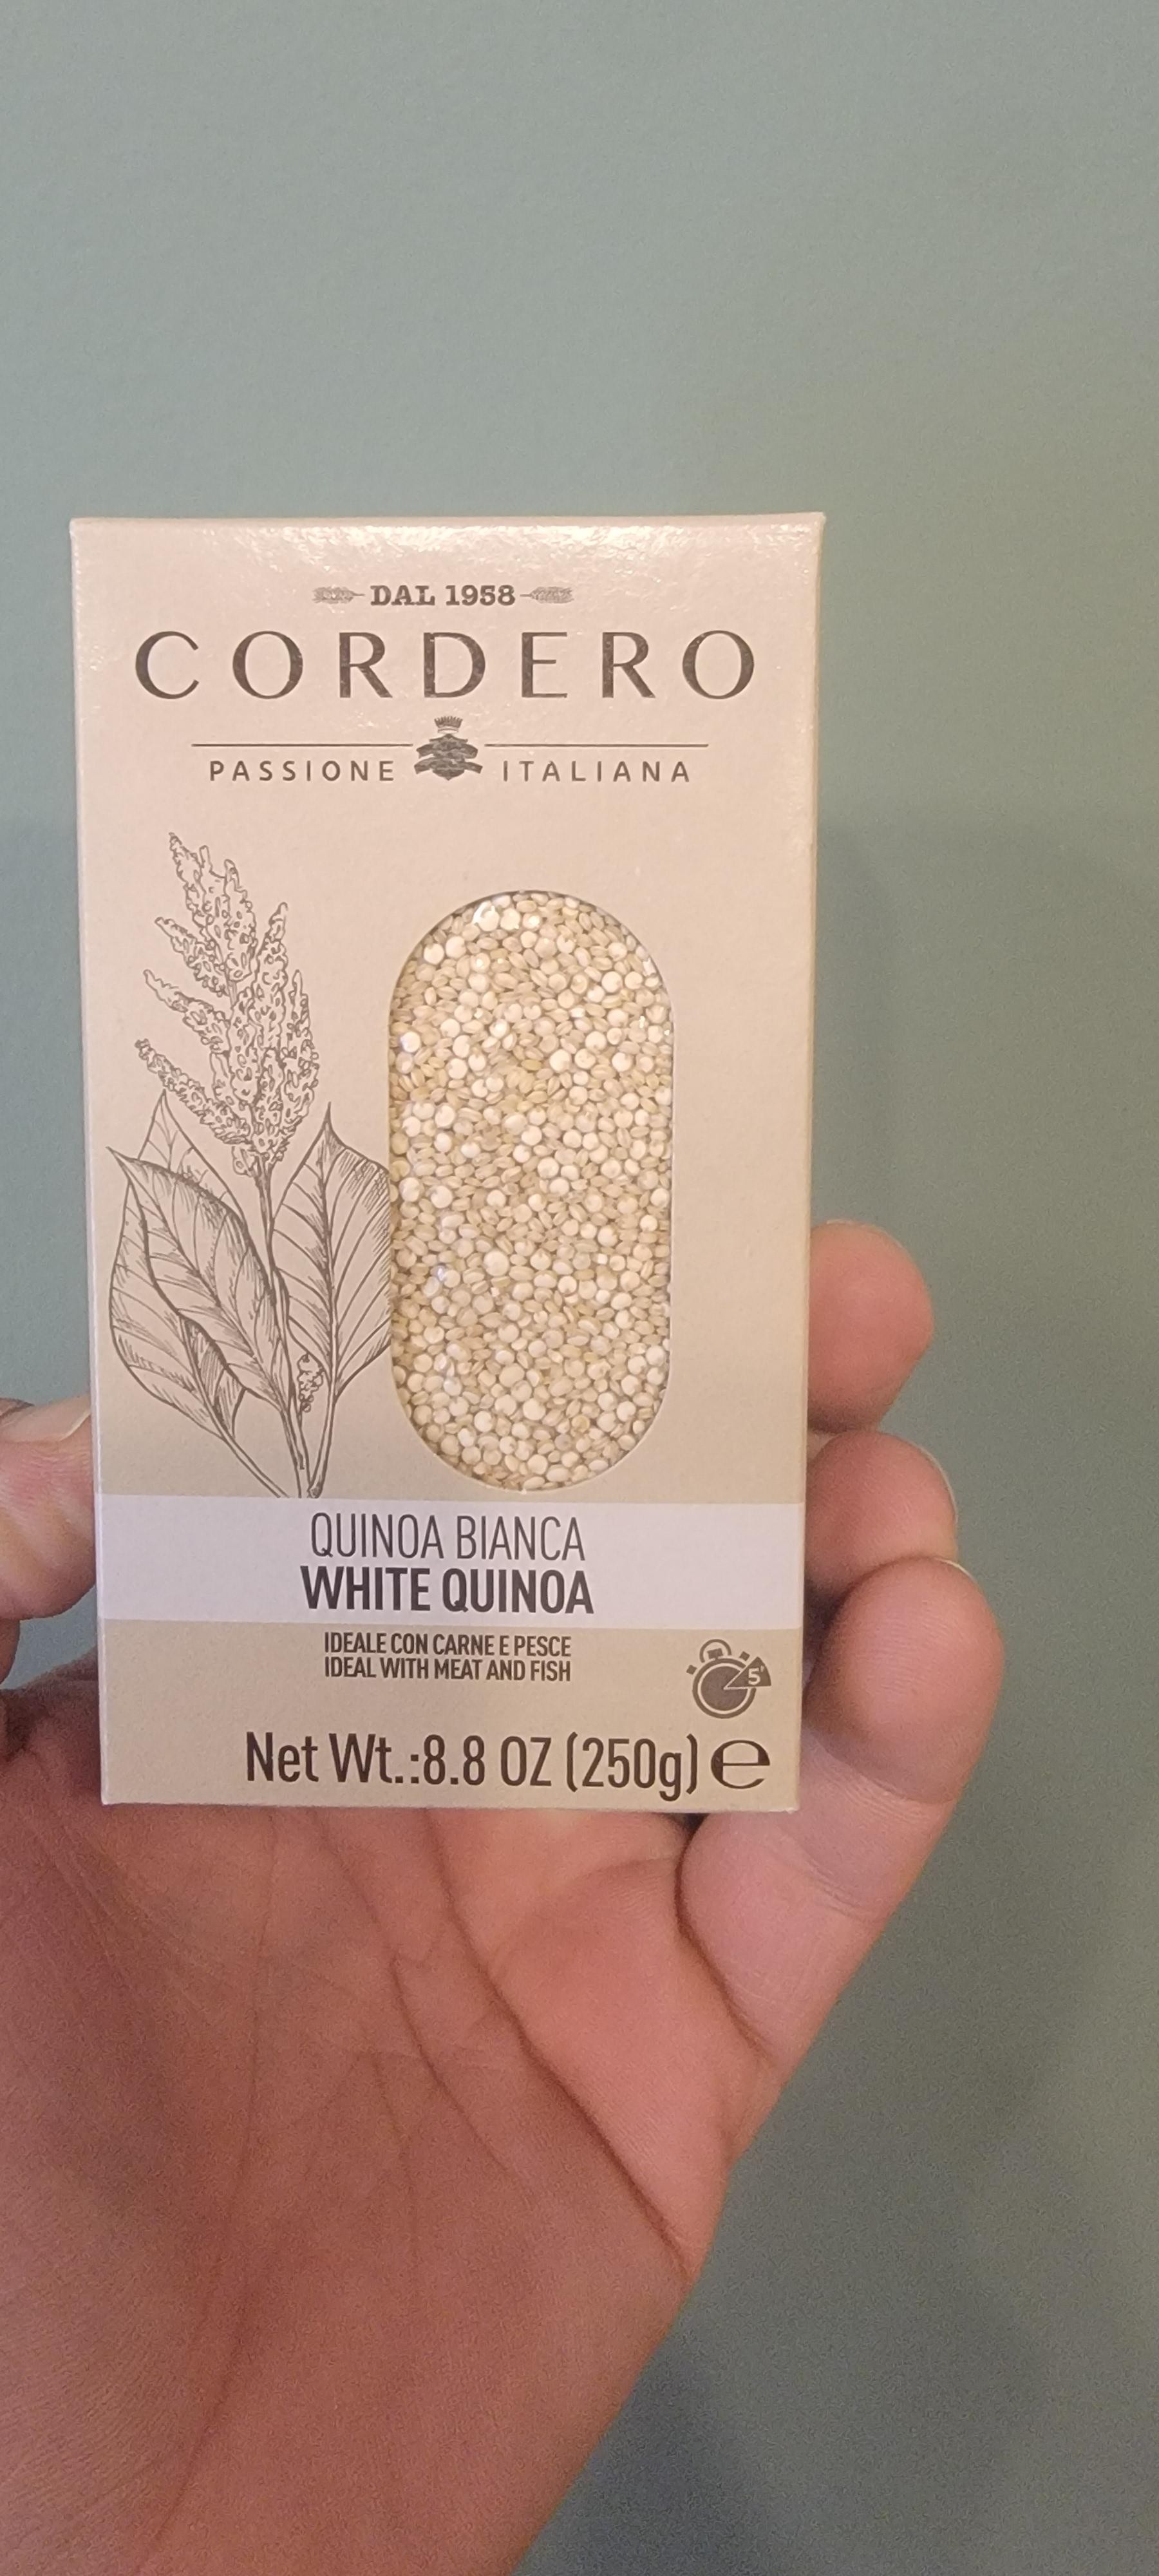 DAL 1958
CORDERO
PASSIONE ITALIANA
QUINOA BIANCA
WHITE QUINOA
IDEALE CON CARNE E PESCE
IDEAL WITH MEAT AND FISH
5'
Net Wt.:8.8 OZ (250g) e